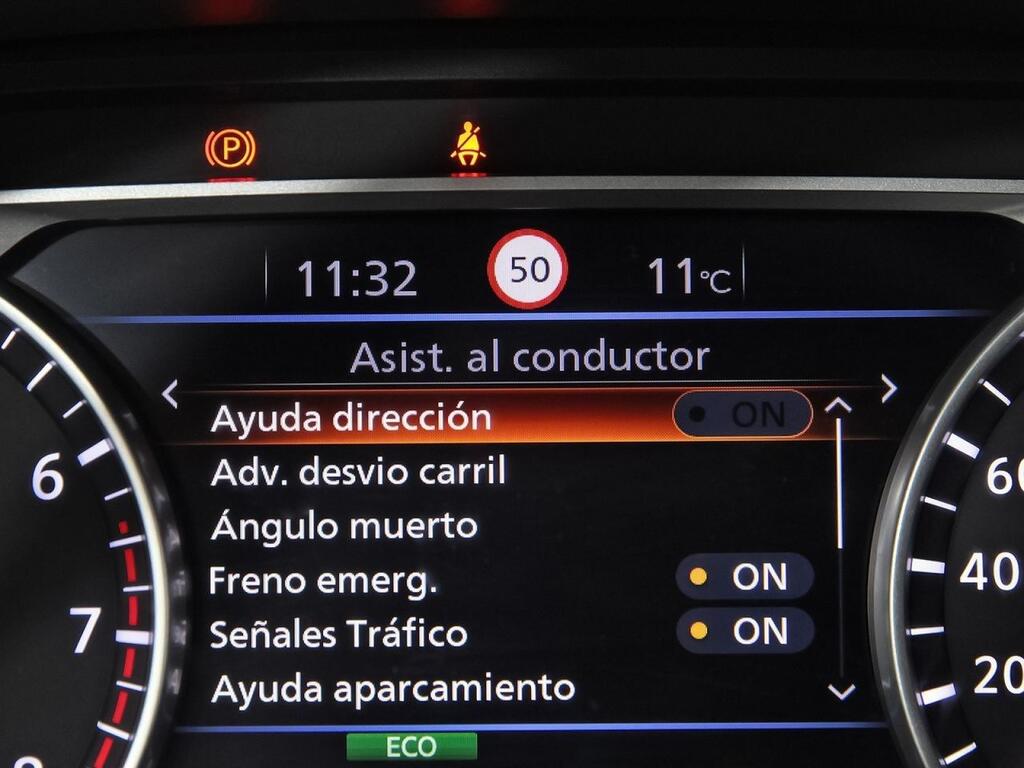 P
11:32
50
11°C
Asist. al conductor
Ayuda dirección ON
Adv. desvio carril
Ángulo muerto
Freno emerg. ON
Señales Tráfico ON
Ayuda aparcamiento
ECO
6
7
60
40
20